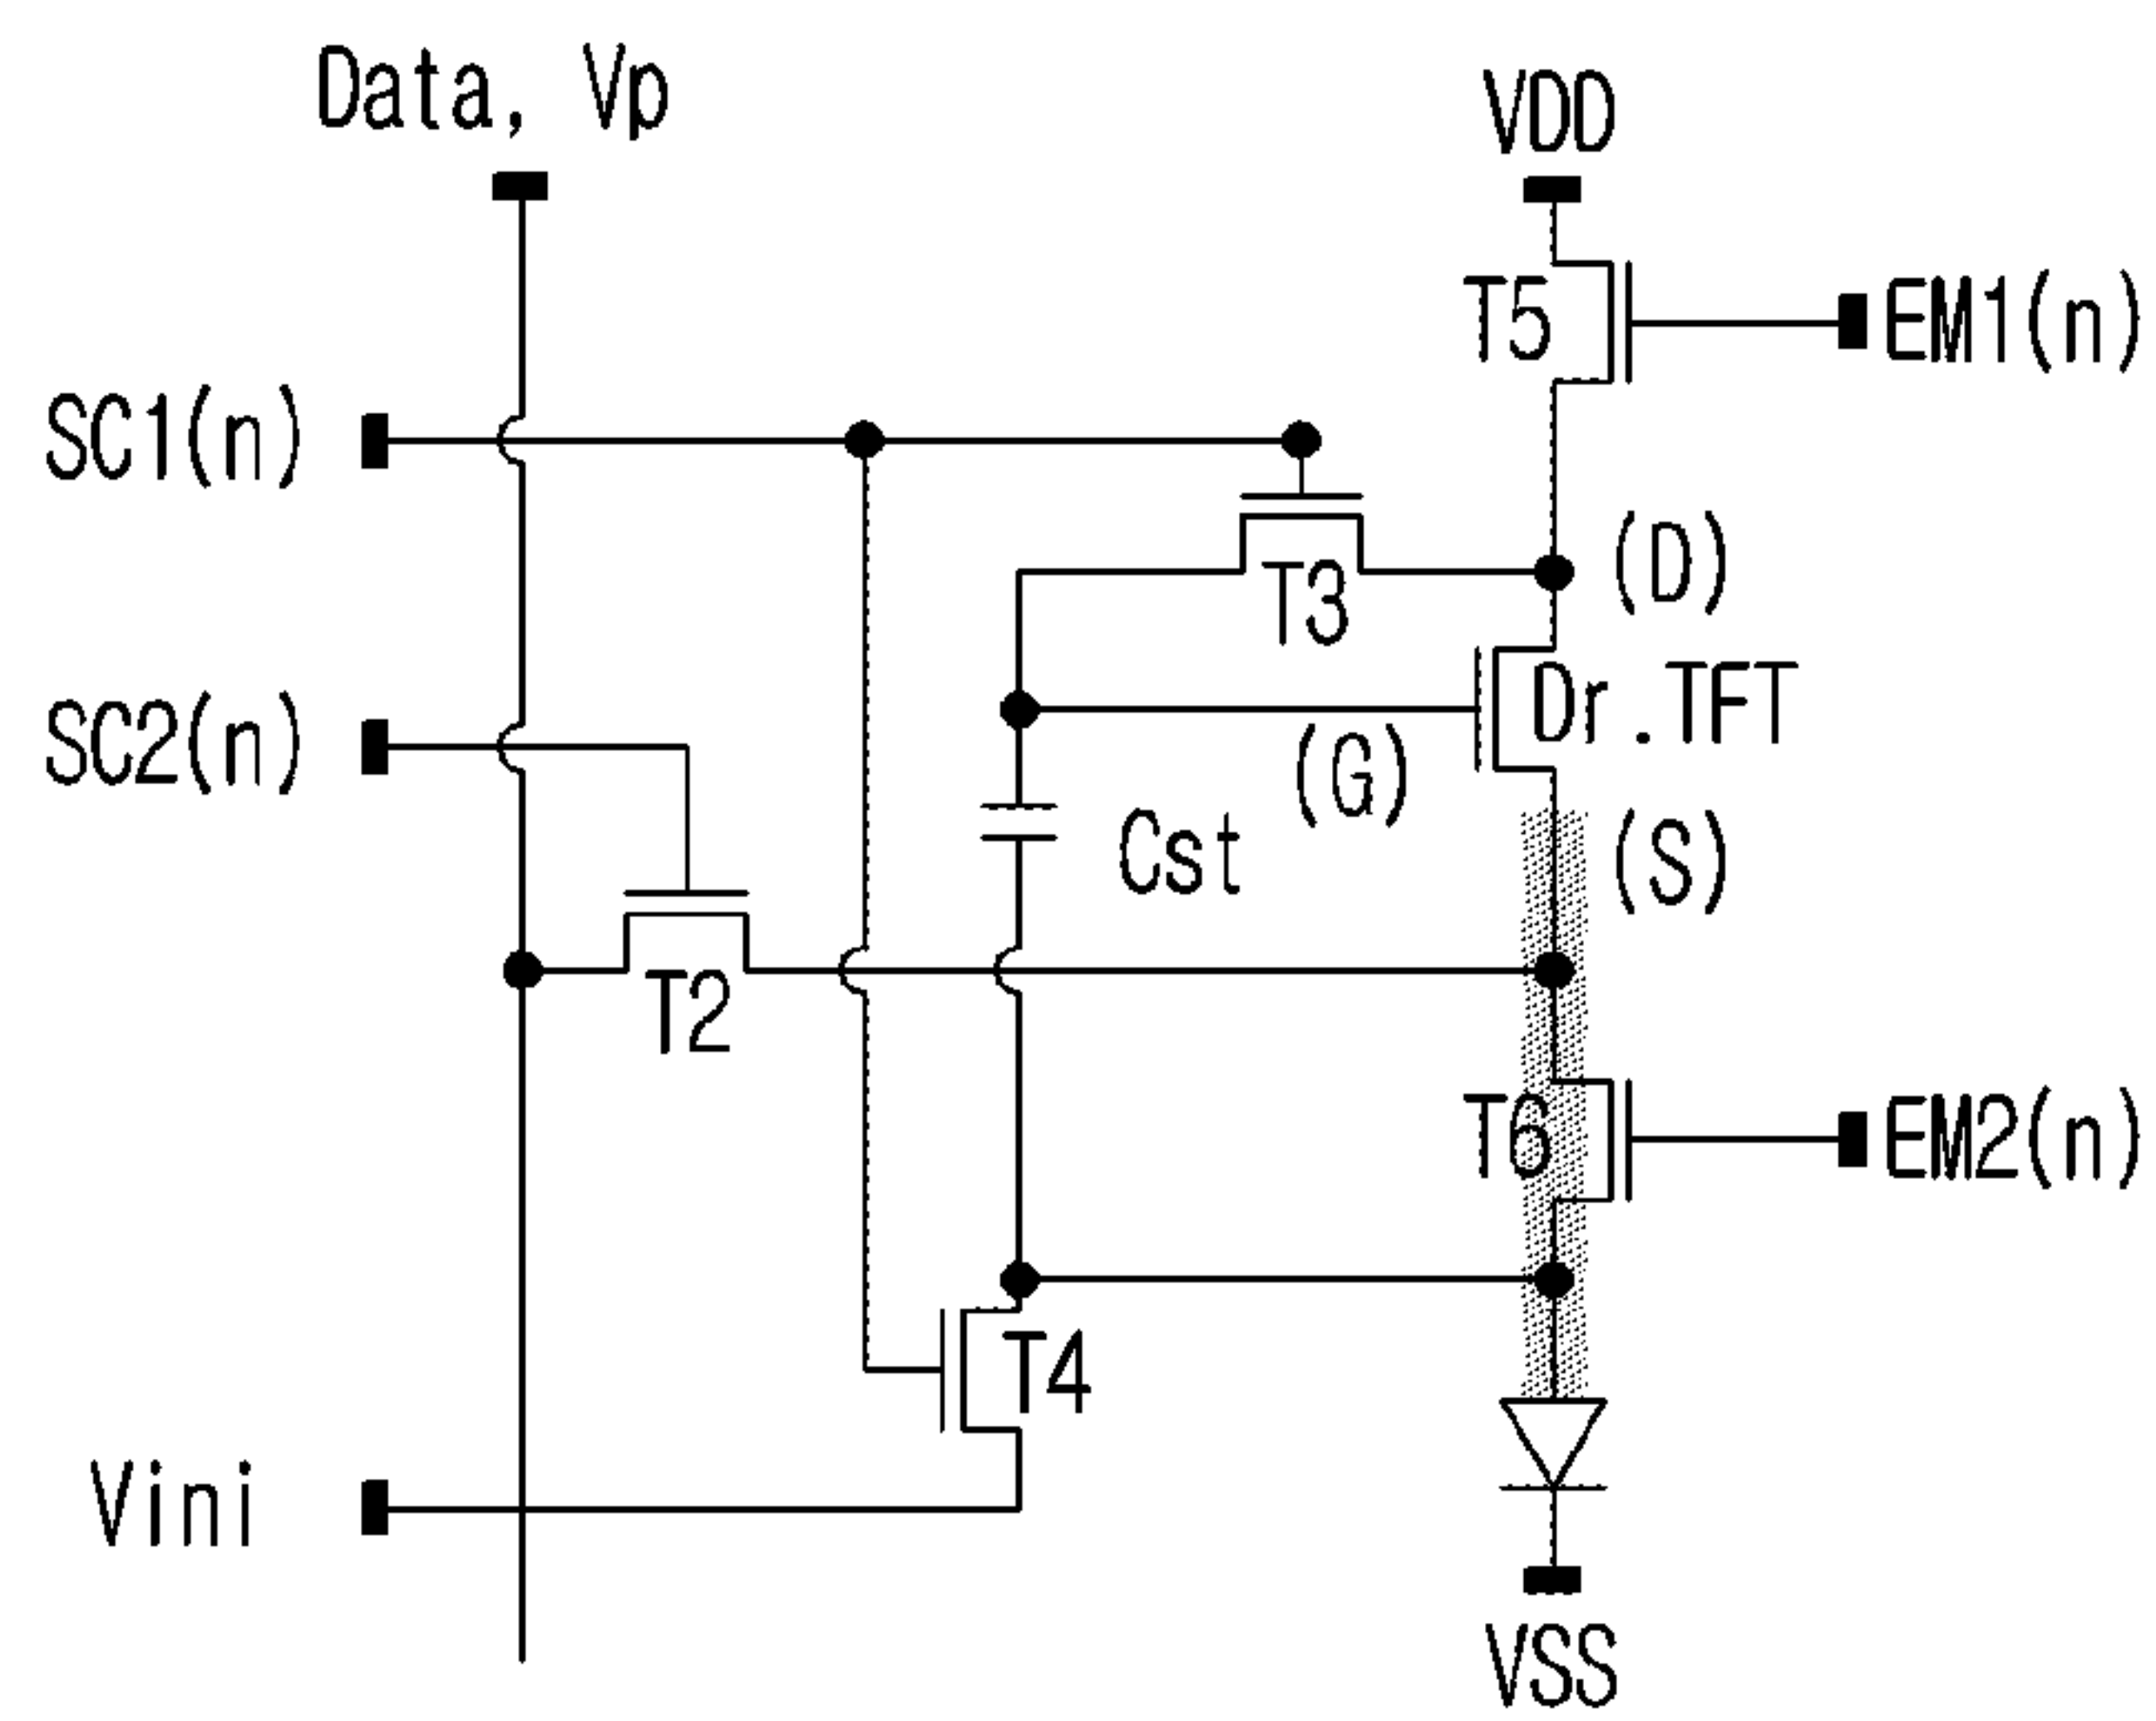 Data, Vp
VDD
T5
EM1(n)
SC1(n)
(D)
T3
SC2(n)
Dr.TFT
(G)
Cst
(S)
T2
T6
EM2(n)
T4
Vini
VSS